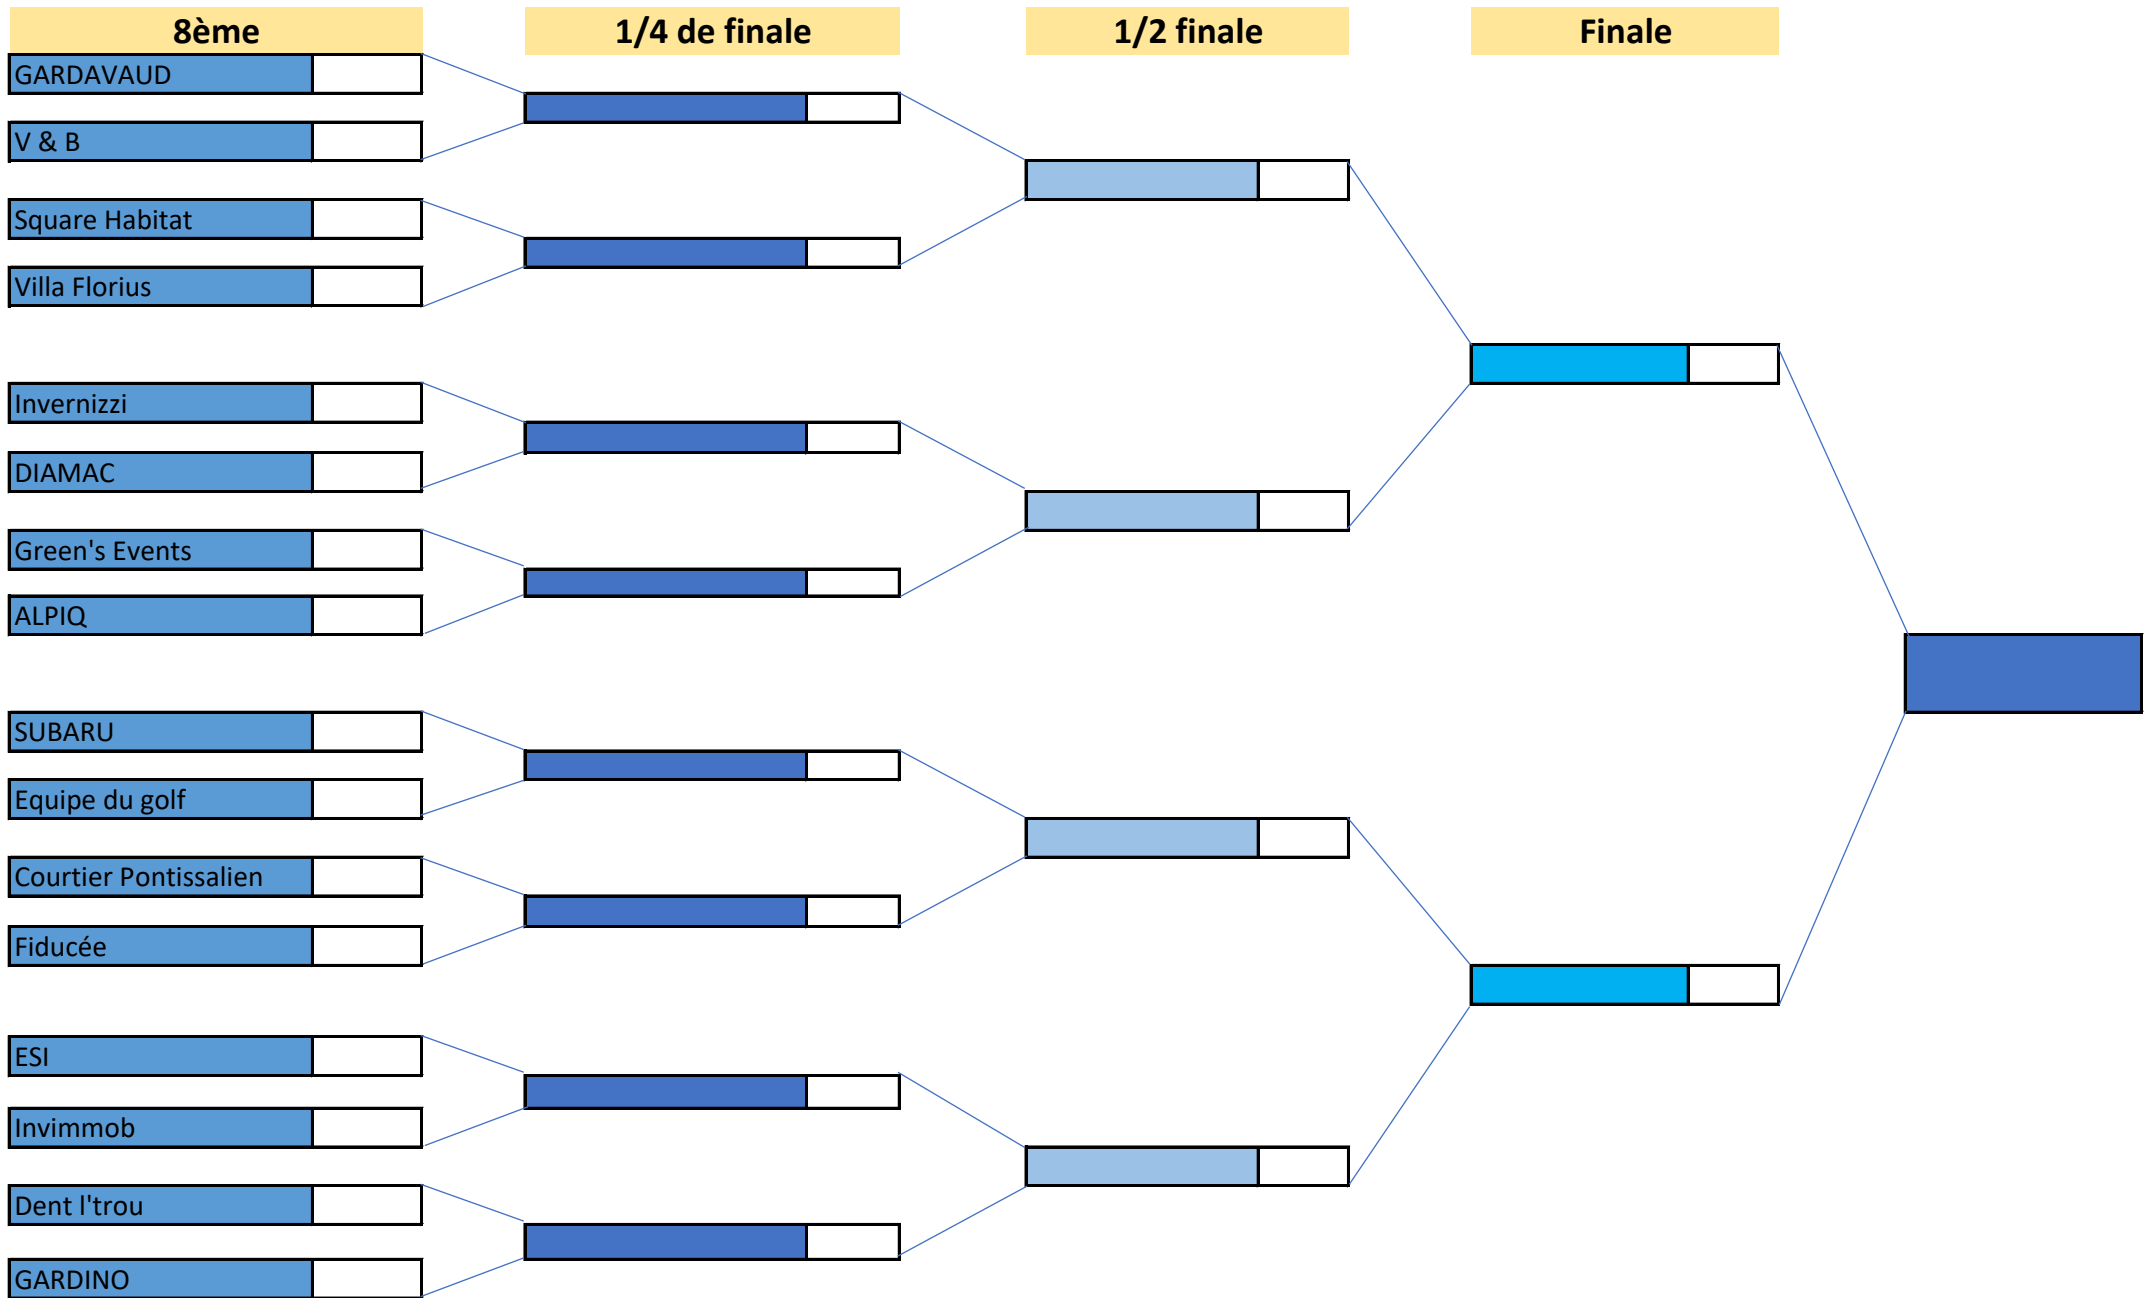 8ème
1/4 de finale
1/2 finale
Finale
GARDAVAUD
V & B
Square Habitat
Villa Florius
Invernizzi
DIAMAC
Green's Events
ALPIQ
SUBARU
Equipe du golf
Courtier Pontissalien
Fiducée
ESI
Invimmob
Dent l'trou
GARDINO